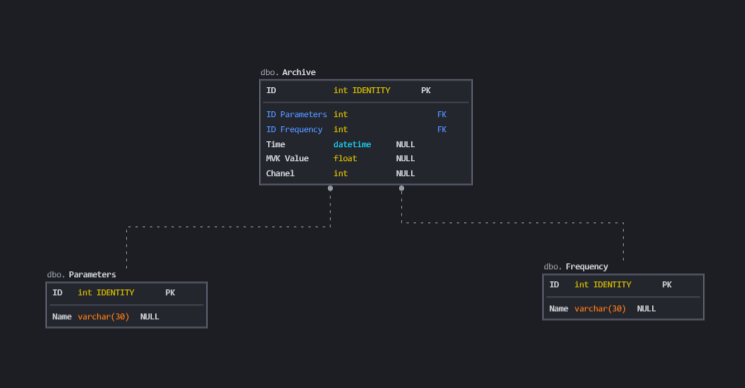 dbo. Archive
ID int IDENTITY PK
ID Parameters int FK
ID Frequency int FK
Time datetime NULL
MVK Value float NULL
Chanel int NULL
dbo. Parameters
ID int IDENTITY PK
Name varchar(30) NULL
dbo. Frequency
ID int IDENTITY PK
Name varchar(30) NULL